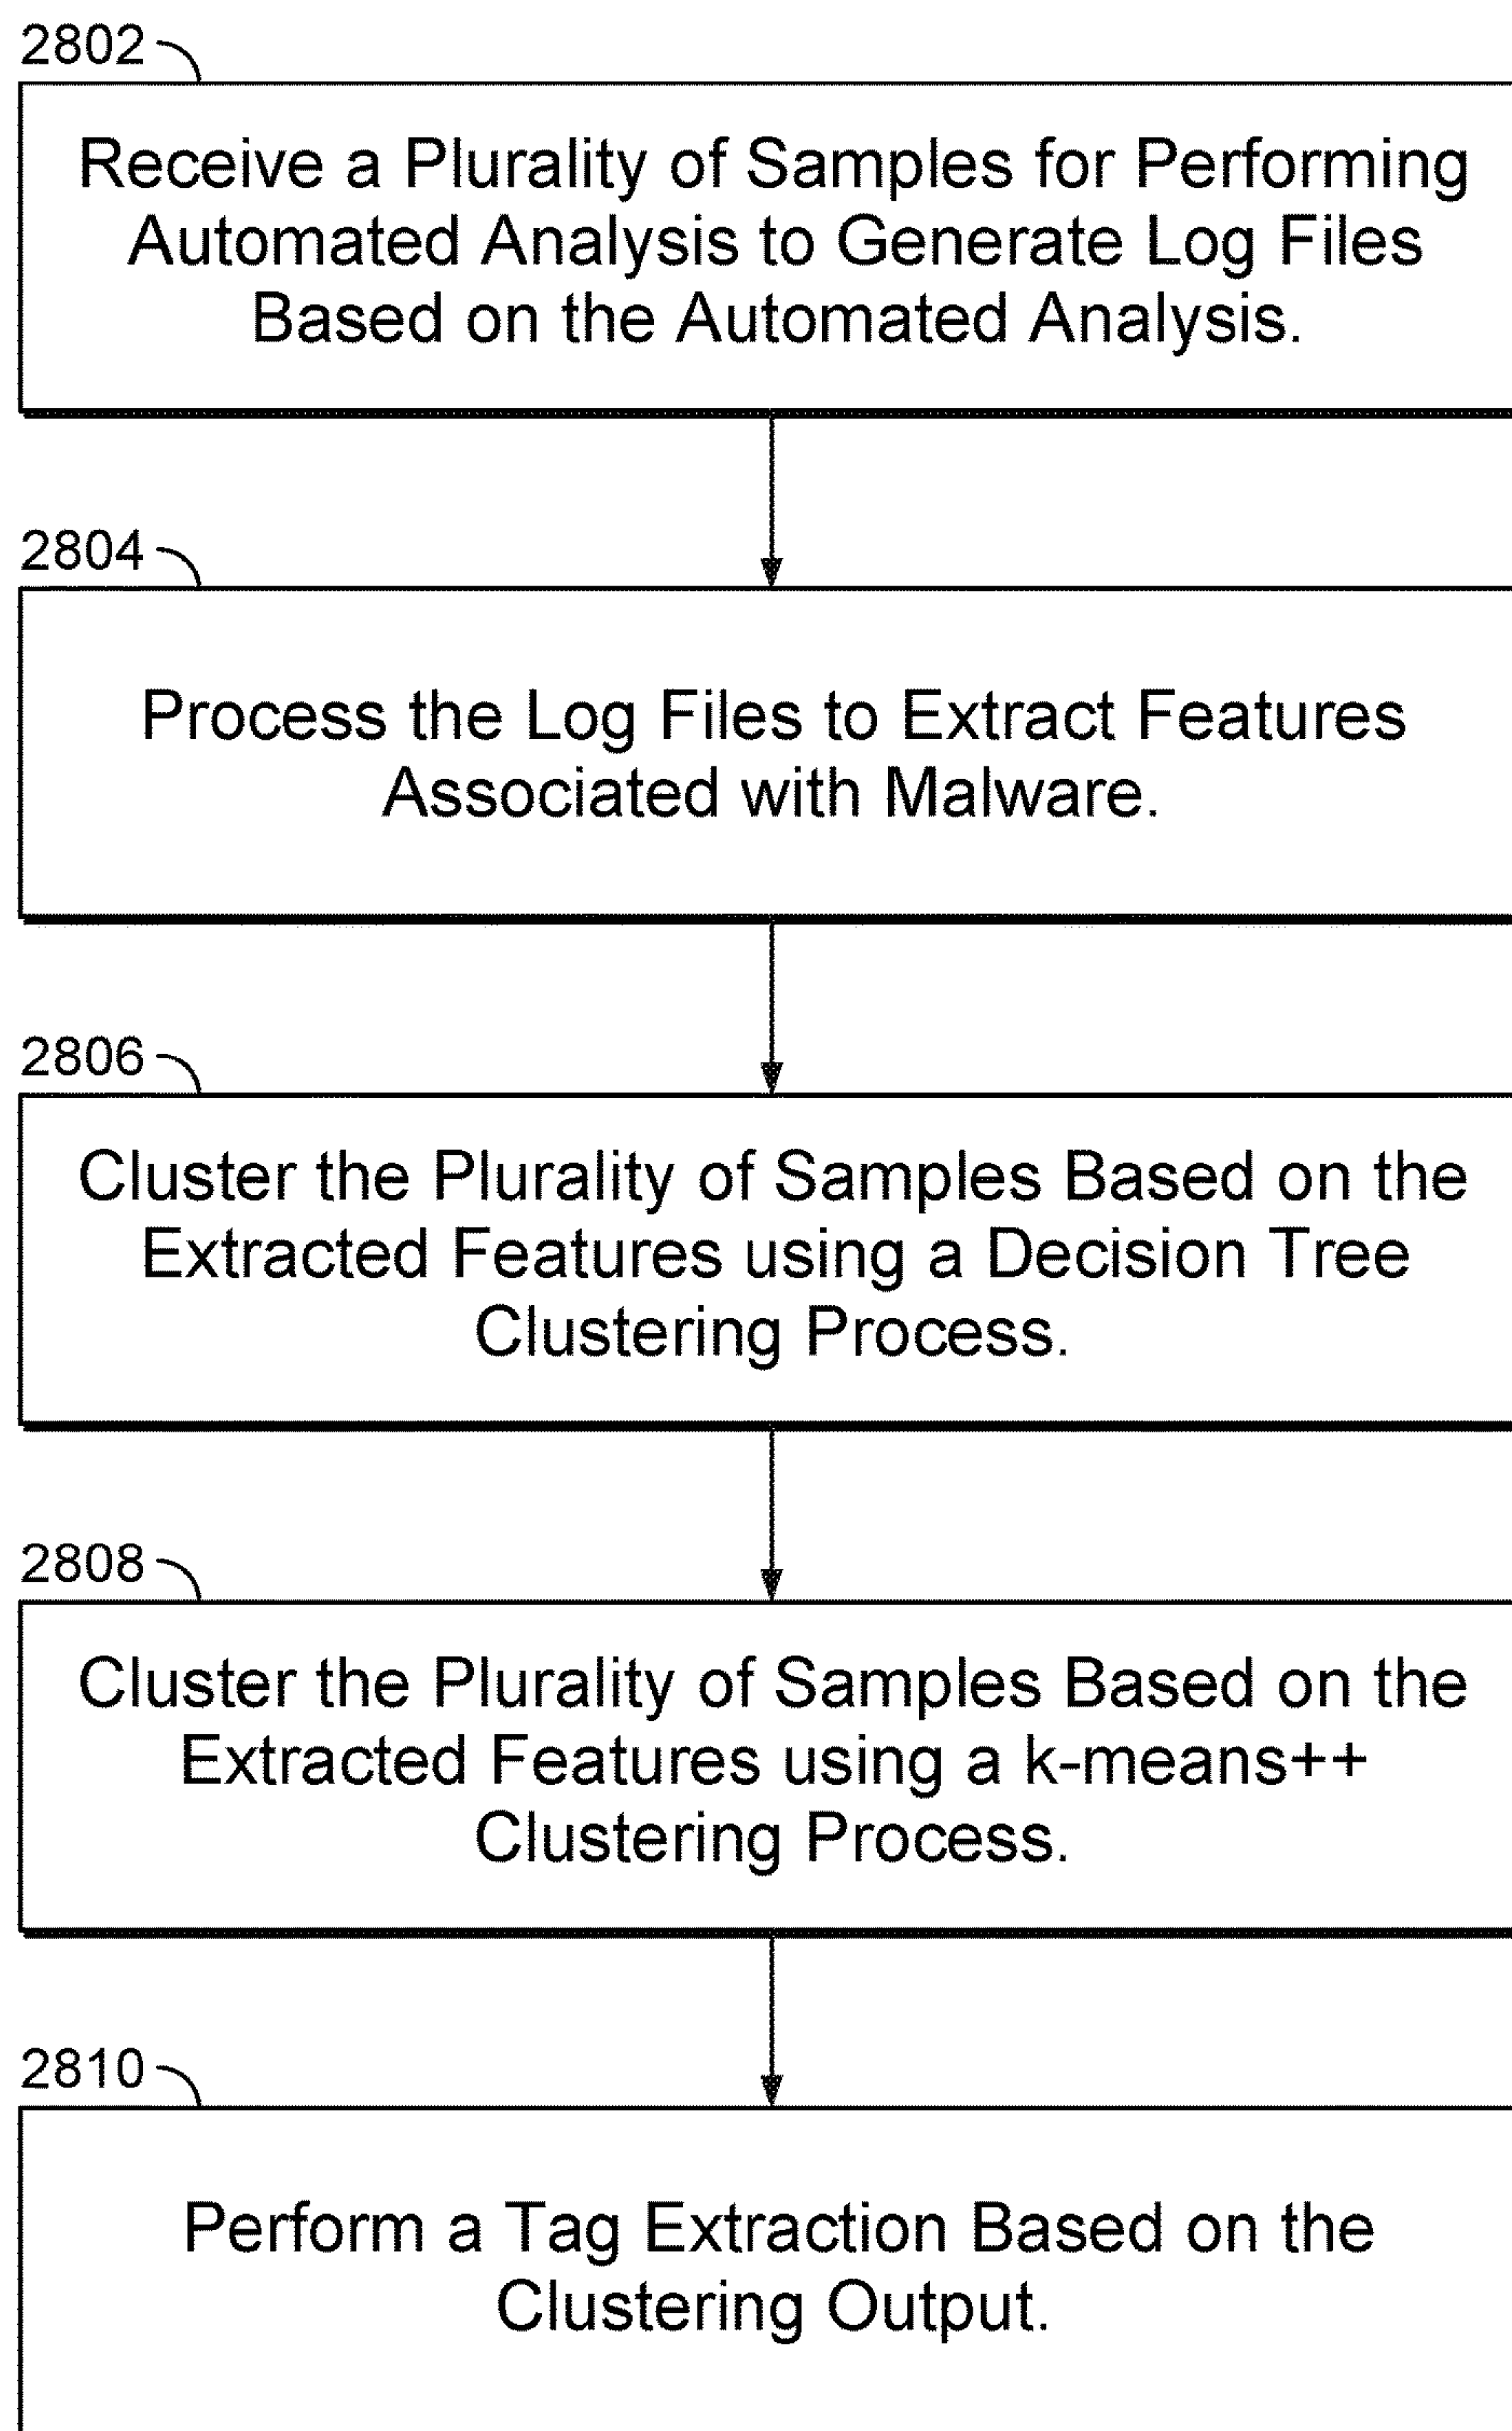 2802
Receive a Plurality of Samples for Performing
Automated Analysis to Generate Log Files
Based on the Automated Analysis.
2804
Process the Log Files to Extract Features
Associated with Malware.
2806
Cluster the Plurality of Samples Based on the
Extracted Features using a Decision Tree
Clustering Process.
2808
Cluster the Plurality of Samples Based on the
Extracted Features using a k-means++
Clustering Process.
2810
Perform a Tag Extraction Based on the
Clustering Output.